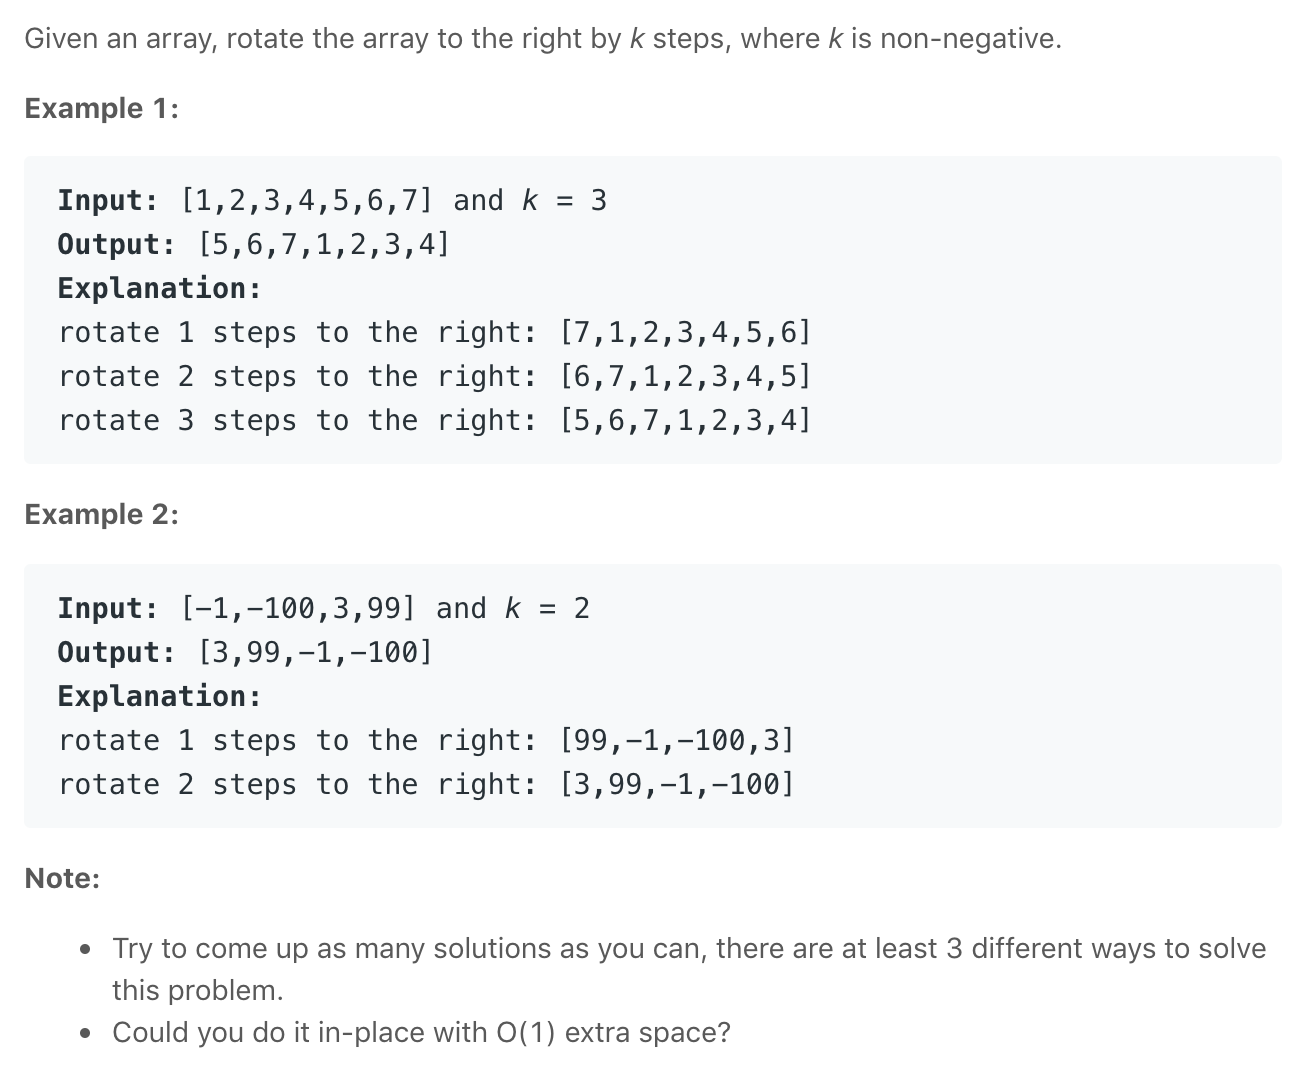 Given an array, rotate the array to the right by k steps, where k is non-negative.
Example 1:
Input: [1,2,3,4,5,6,7] and k = 3
Output: [5,6,7,1,2,3,4]
Explanation:
rotate 1 steps to the right: [7,1,2,3,4,5,6]
rotate 2 steps to the right: [6,7,1,2,3,4,5]
rotate 3 steps to the right: [5,6,7,1,2,3,4]
Example 2:
Input: [−1,−100,3,99] and k = 2
Output: [3,99,−1,−100]
Explanation:
rotate 1 steps to the right: [99,−1,−100,3]
rotate 2 steps to the right: [3,99,−1,−100]
Note:
• Try to come up as many solutions as you can, there are at least 3 different ways to solve
this problem.
• Could you do it in-place with O(1) extra space?